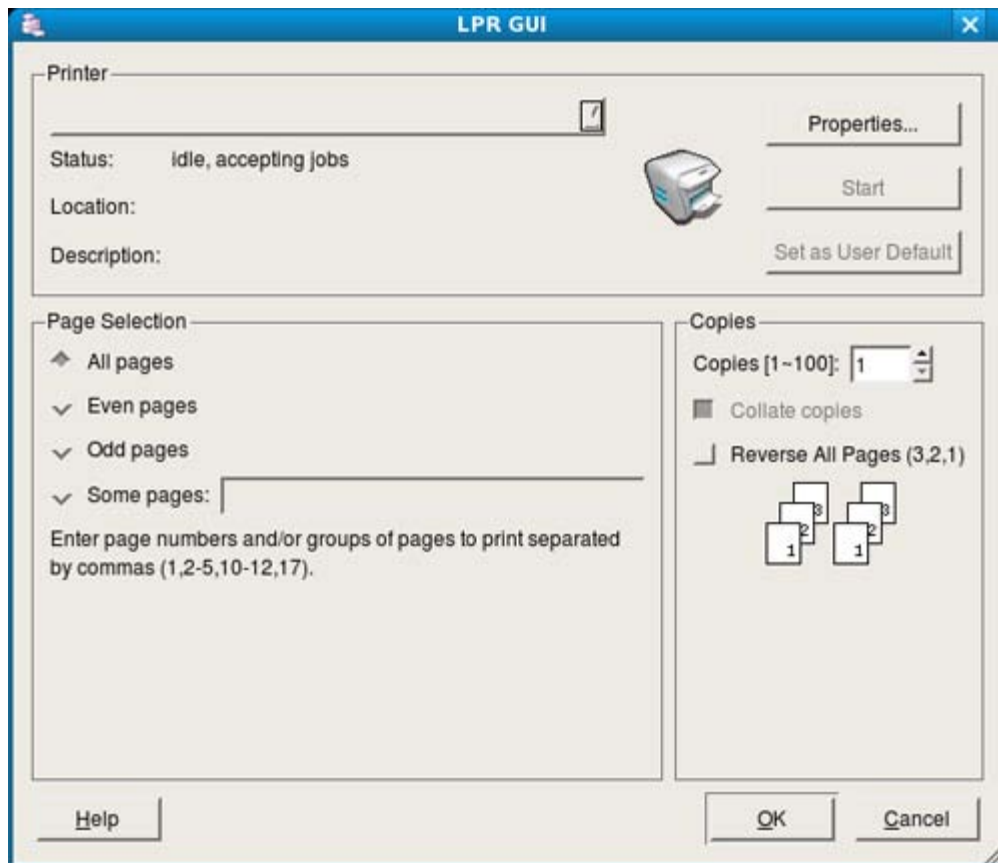 LPR GUI
Printer
Properties...
Status: idle, accepting jobs
Start
Location:
Set as User Default
Description:
Page Selection
All pages
Even pages
Odd pages
Some pages:
Enter page numbers and/or groups of pages to print separated
by commas (1,2-5,10-12,17).
Copies
Copies [1~100]: 1
Collate copies
Reverse All Pages (3,2,1)
3 3
2 2
1 1
Help
OK
Cancel